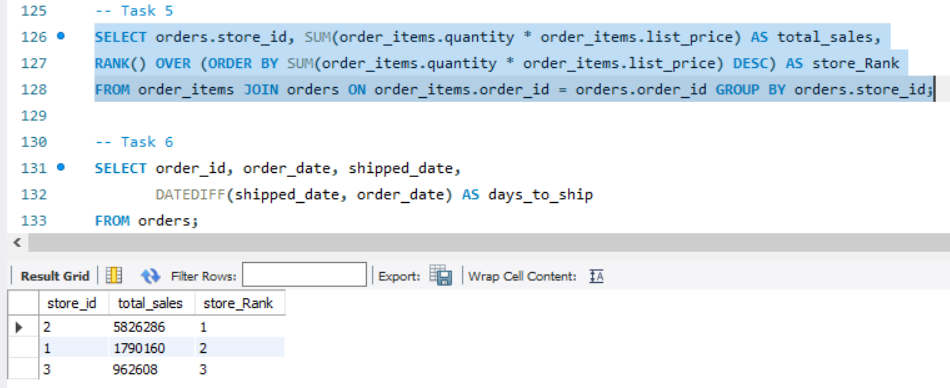 125 -- Task 5
126 SELECT orders.store_id, SUM(order_items.quantity * order_items.list_price) AS total_sales,
127 RANK() OVER (ORDER BY SUM(order_items.quantity * order_items.list_price) DESC) AS store_Rank
128 FROM order_items JOIN orders ON order_items.order_id = orders.order_id GROUP BY orders.store_id;
129
130 -- Task 6
131 SELECT order_id, order_date, shipped_date,
132 DATEDIFF(shipped_date, order_date) AS days_to_ship
133 FROM orders;
Result Grid Filter Rows: Export: Wrap Cell Content:
store_id total_sales store_Rank
2 5826286 1
1 1790160 2
3 962608 3